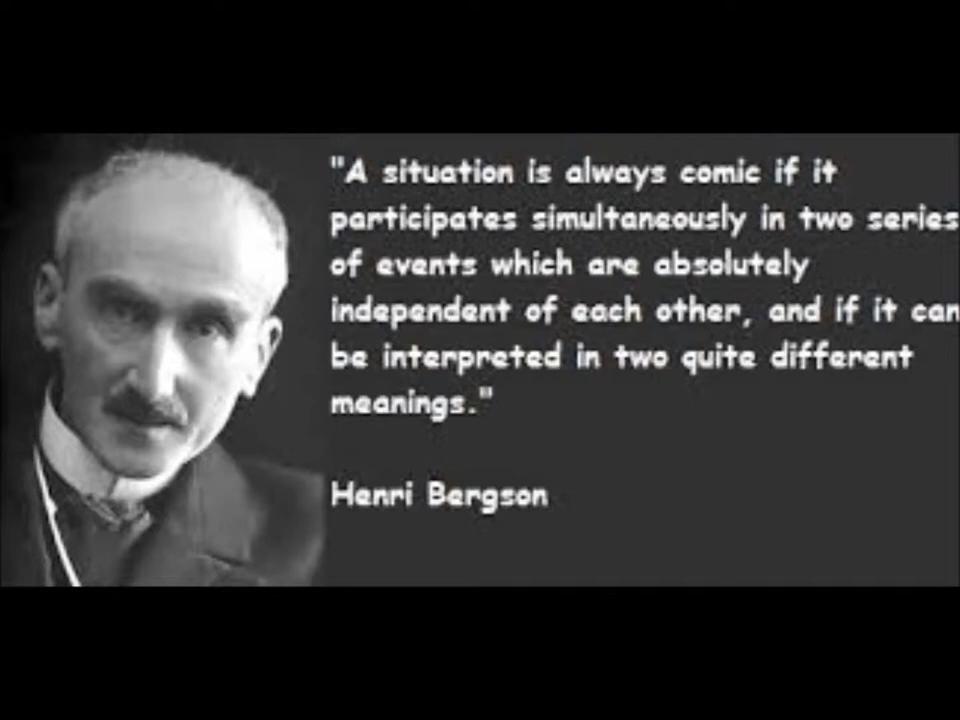 "A situation is always comic if it
participates simultaneously in two series
of events which are absolutely
independent of each other, and if it can
be interpreted in two quite different
meanings."
Henri Bergson